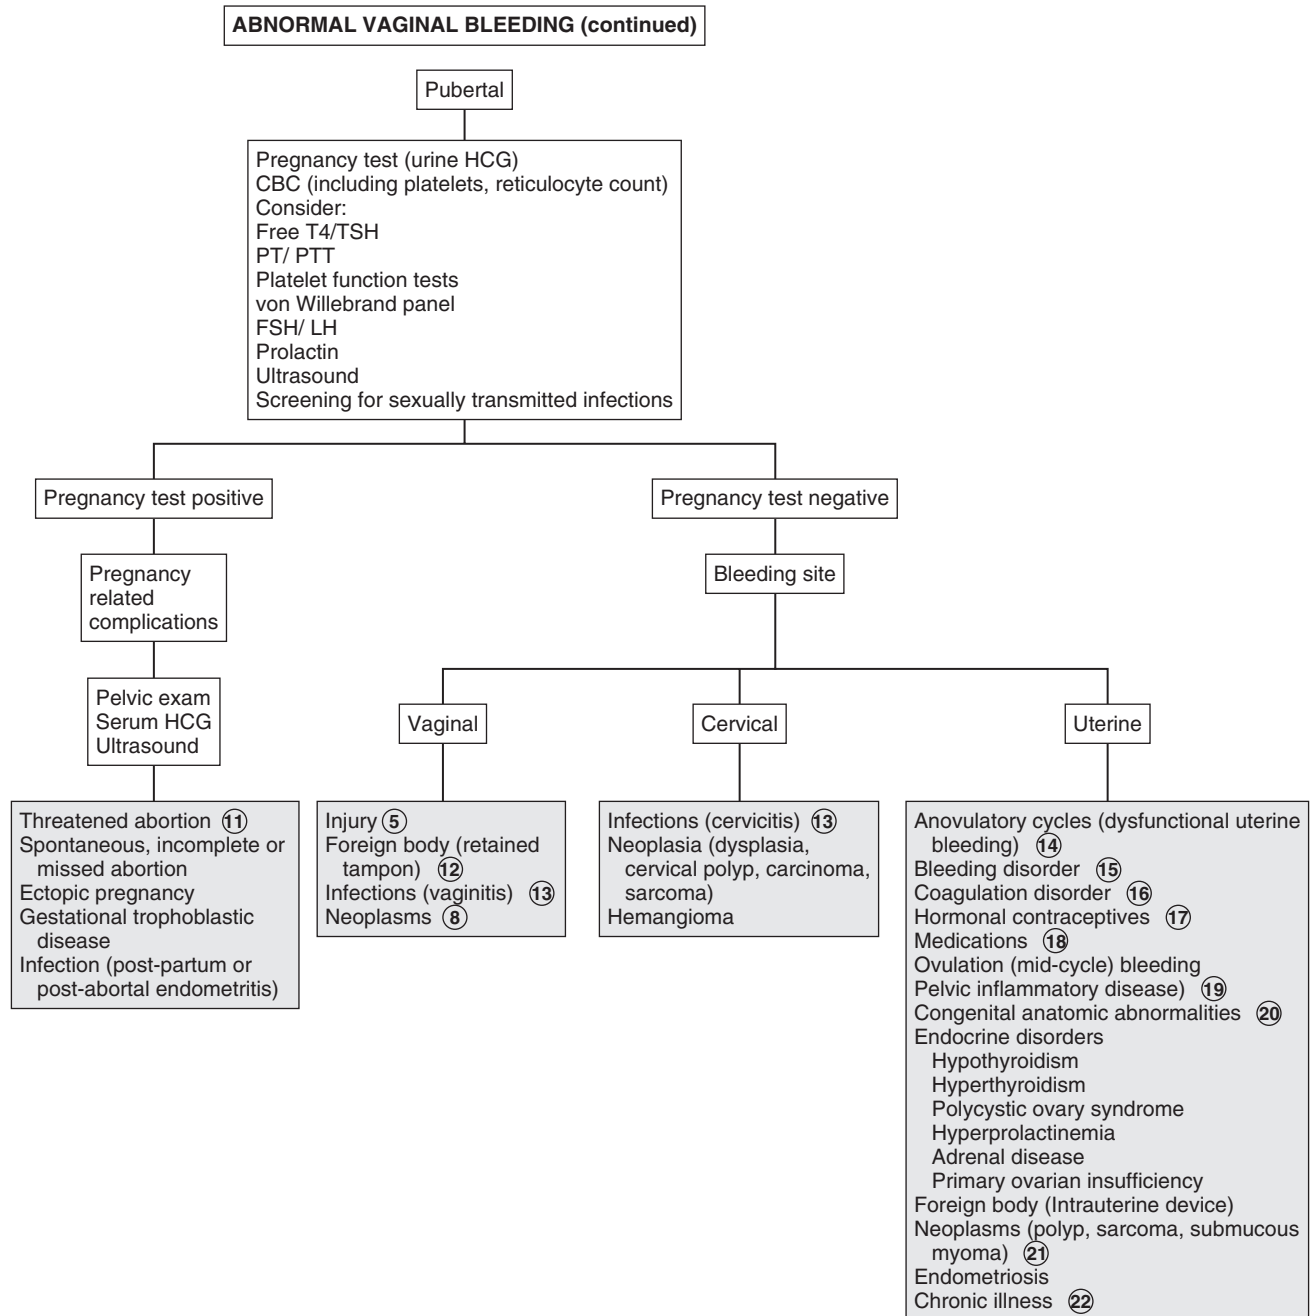 ABNORMAL VAGINAL BLEEDING (continued)
Pubertal
Pregnancy test (urine HCG)
CBC (including platelets, reticulocyte count)
Consider:
Free T4/TSH
PT/ PTT
Platelet function tests
von Willebrand panel
FSH/ LH
Prolactin
Ultrasound
Screening for sexually transmitted infections
Pregnancy test positive
Pregnancy test negative
Pregnancy
related
complications
Bleeding site
Pelvic exam
Serum HCG
Ultrasound
Vaginal
Cervical
Uterine
Threatened abortion 11
Spontaneous, incomplete or
missed abortion
Ectopic pregnancy
Gestational trophoblastic
disease
Infection (post-partum or
post-abortal endometritis)
Injury 5
Foreign body (retained
tampon) 12
Infections (vaginitis) 13
Neoplasms 8
Infections (cervicitis) 13
Neoplasia (dysplasia,
cervical polyp, carcinoma,
sarcoma)
Hemangioma
Anovulatory cycles (dysfunctional uterine
bleeding) 14
Bleeding disorder 15
Coagulation disorder 16
Hormonal contraceptives 17
Medications 18
Ovulation (mid-cycle) bleeding
Pelvic inflammatory disease) 19
Congenital anatomic abnormalities 20
Endocrine disorders
Hypothyroidism
Hyperthyroidism
Polycystic ovary syndrome
Hyperprolactinemia
Adrenal disease
Primary ovarian insufficiency
Foreign body (Intrauterine device)
Neoplasms (polyp, sarcoma, submucous
myoma) 21
Endometriosis
Chronic illness 22